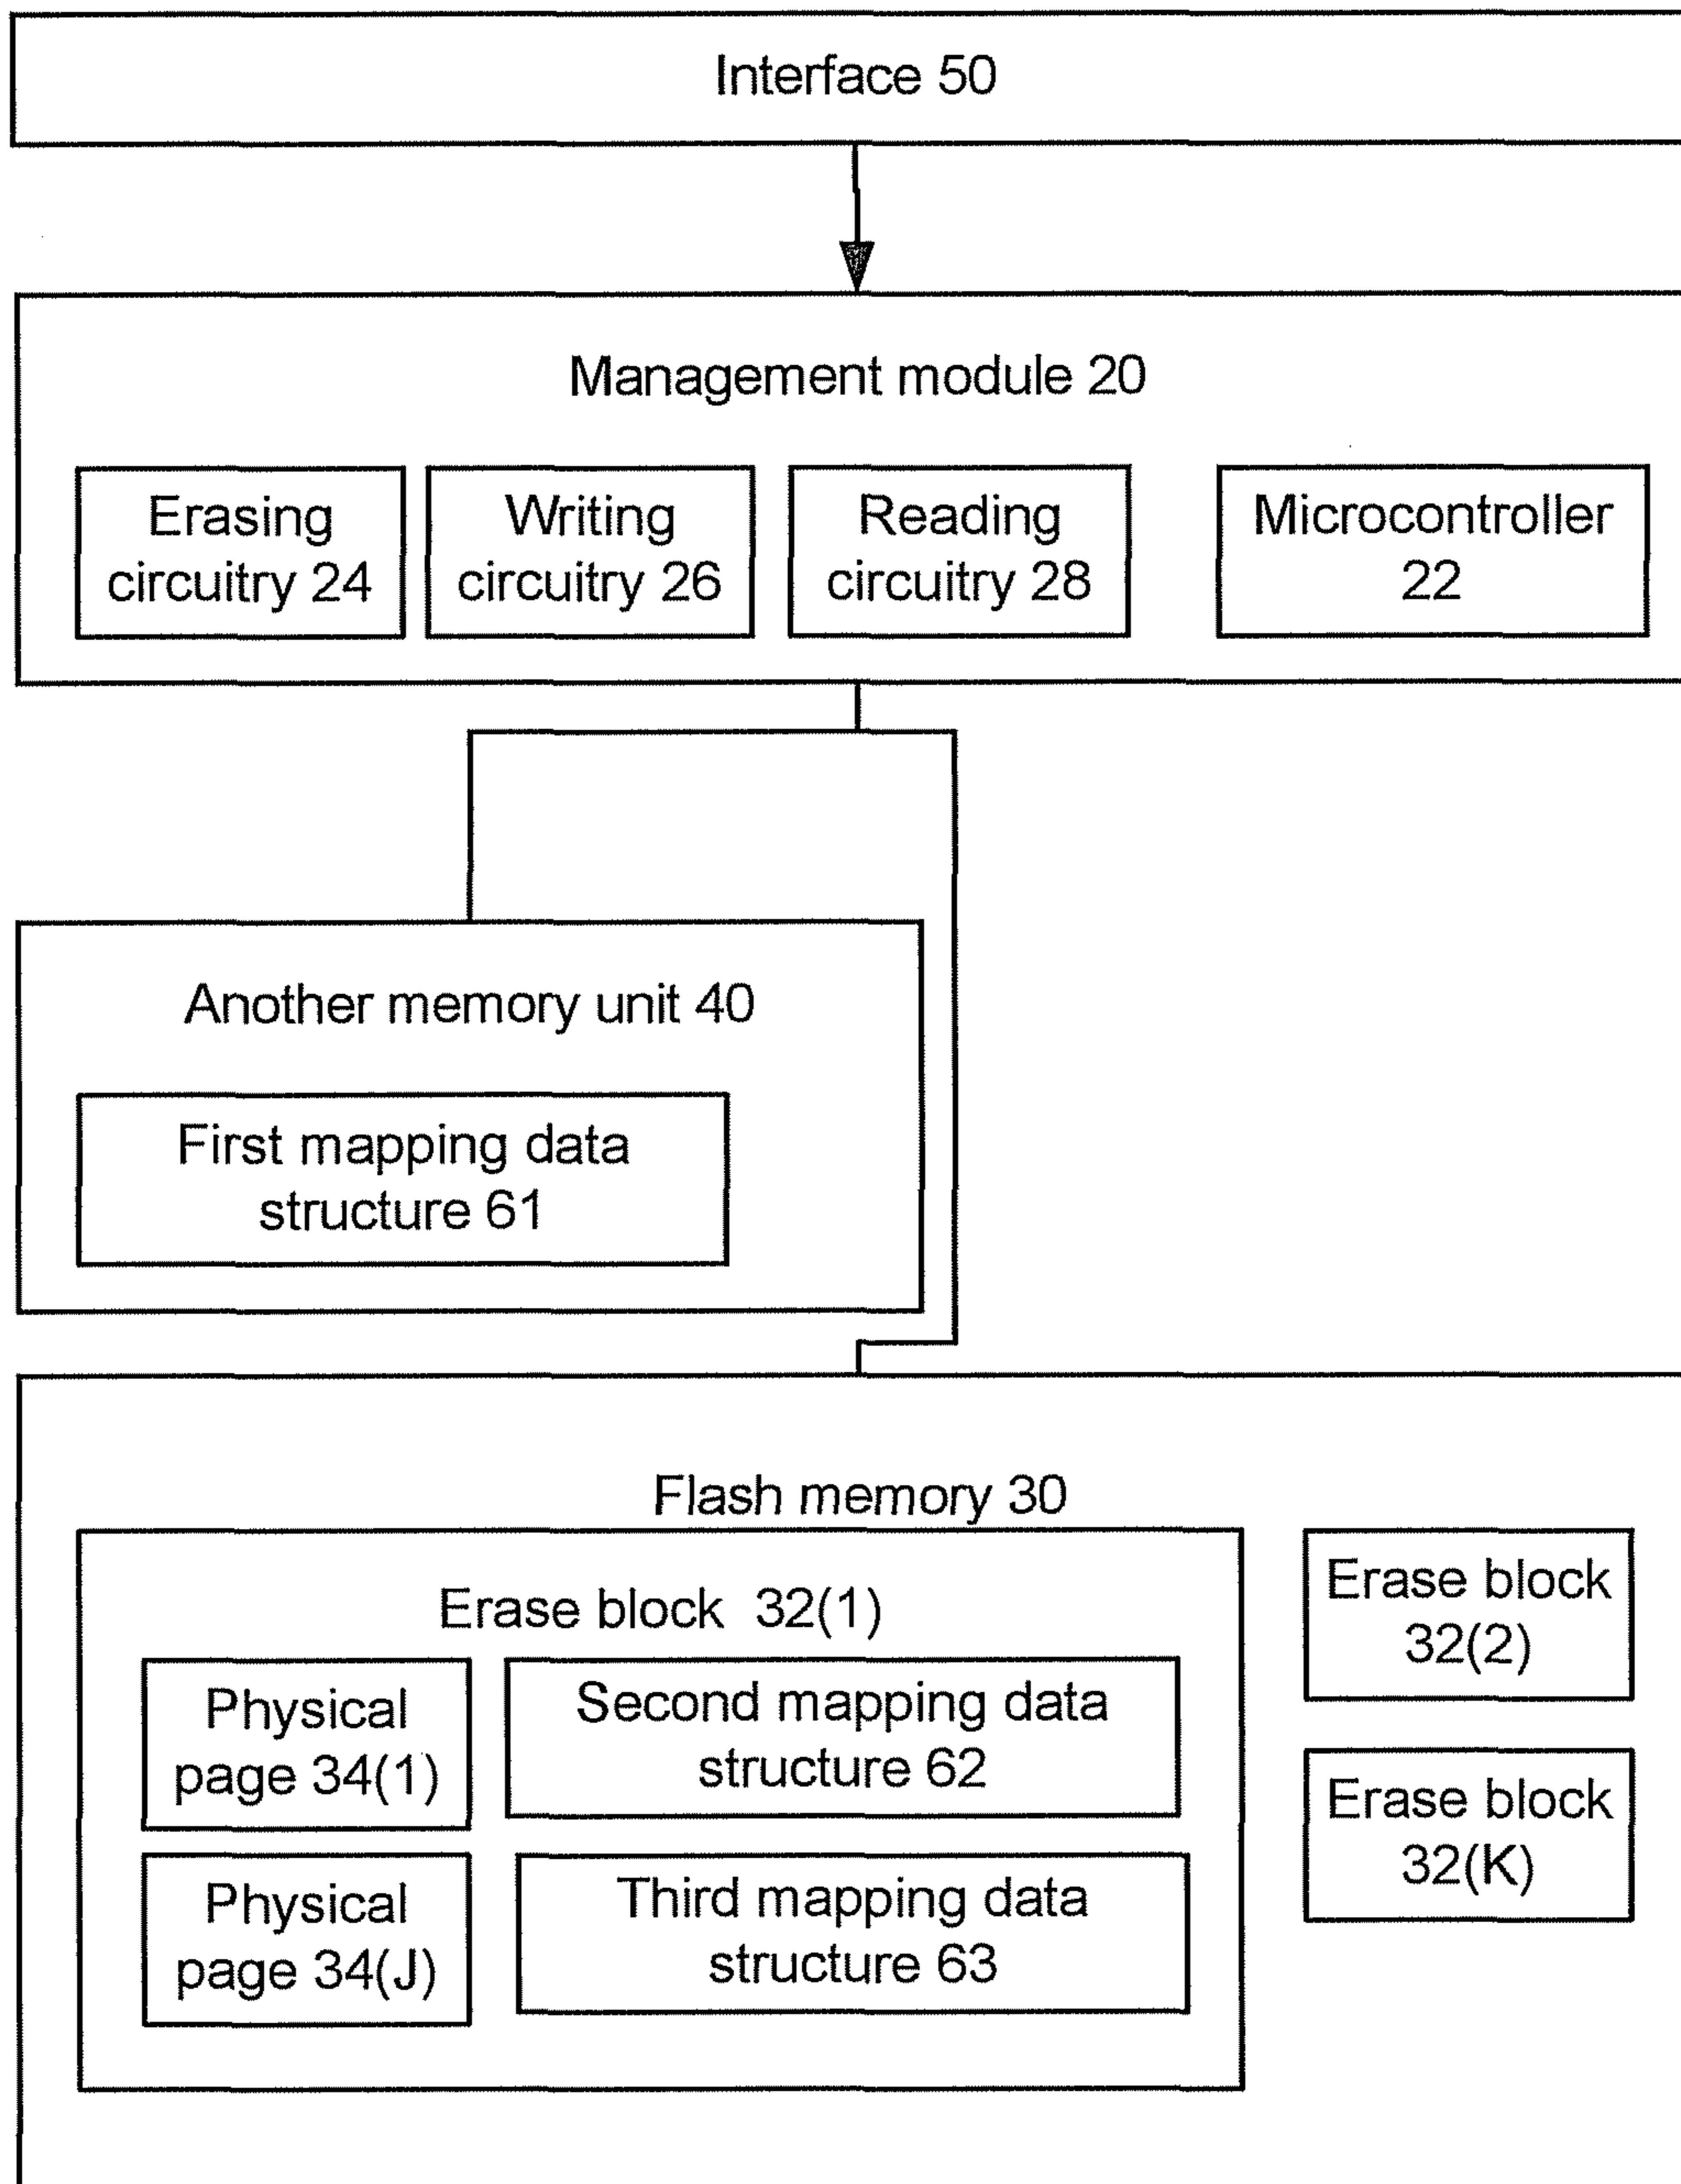 Interface 50
Management module 20
Erasing
circuitry 24
Writing
circuitry 26
Reading
circuitry 28
Microcontroller
22
Another memory unit 40
First mapping data
structure 61
Flash memory 30
Erase block 32(1)
Physical
page 34(1)
Second mapping data
structure 62
Physical
page 34(J)
Third mapping data
structure 63
Erase block
32(2)
Erase block
32(K)